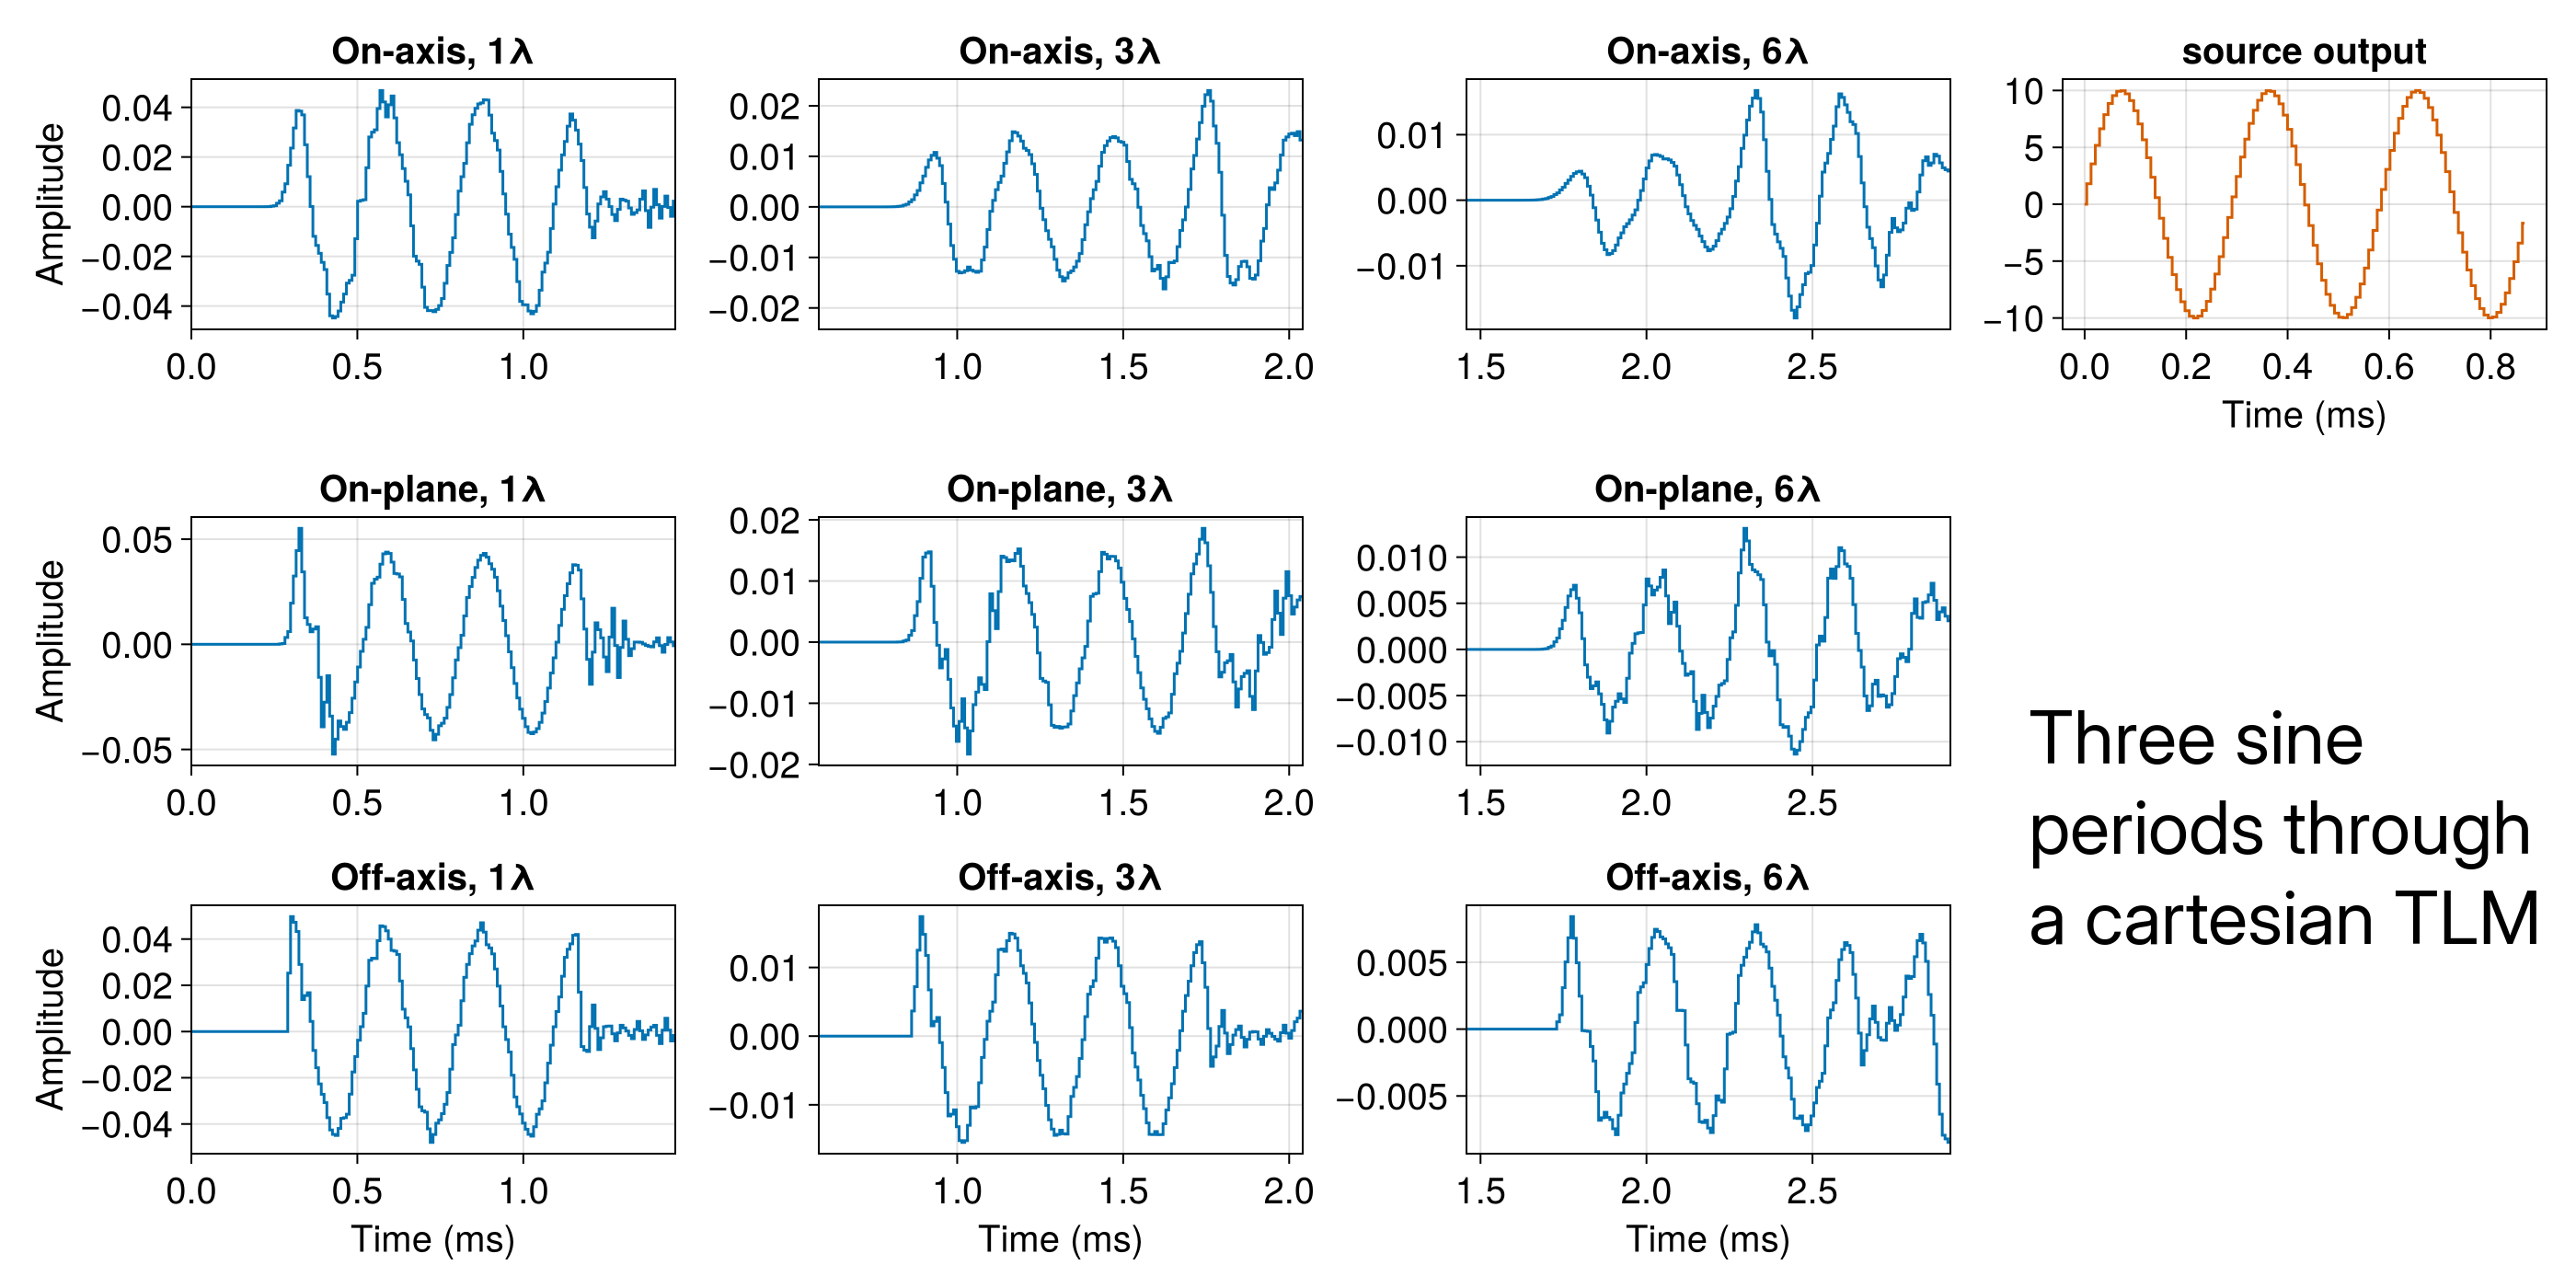 On-axis, 1λ
On-axis, 3λ
On-axis, 6λ
source output
Amplitude
0.04
0.02
0.00
−0.02
−0.04
0.0 0.5 1.0
0.02
0.01
0.00
−0.01
−0.02
1.0 1.5 2.0
0.01
0.00
−0.01
1.5 2.0 2.5
10
5
0
−5
−10
0.0 0.2 0.4 0.6 0.8
Time (ms)
On-plane, 1λ
On-plane, 3λ
On-plane, 6λ
Amplitude
0.05
0.00
−0.05
0.0 0.5 1.0
0.02
0.01
0.00
−0.01
−0.02
1.0 1.5 2.0
0.010
0.005
0.000
−0.005
−0.010
1.5 2.0 2.5
Off-axis, 1λ
Off-axis, 3λ
Off-axis, 6λ
Amplitude
0.04
0.02
0.00
−0.02
−0.04
0.0 0.5 1.0
Time (ms)
0.01
0.00
−0.01
1.0 1.5 2.0
Time (ms)
0.005
0.000
−0.005
1.5 2.0 2.5
Time (ms)
Three sine
periods through
a cartesian TLM